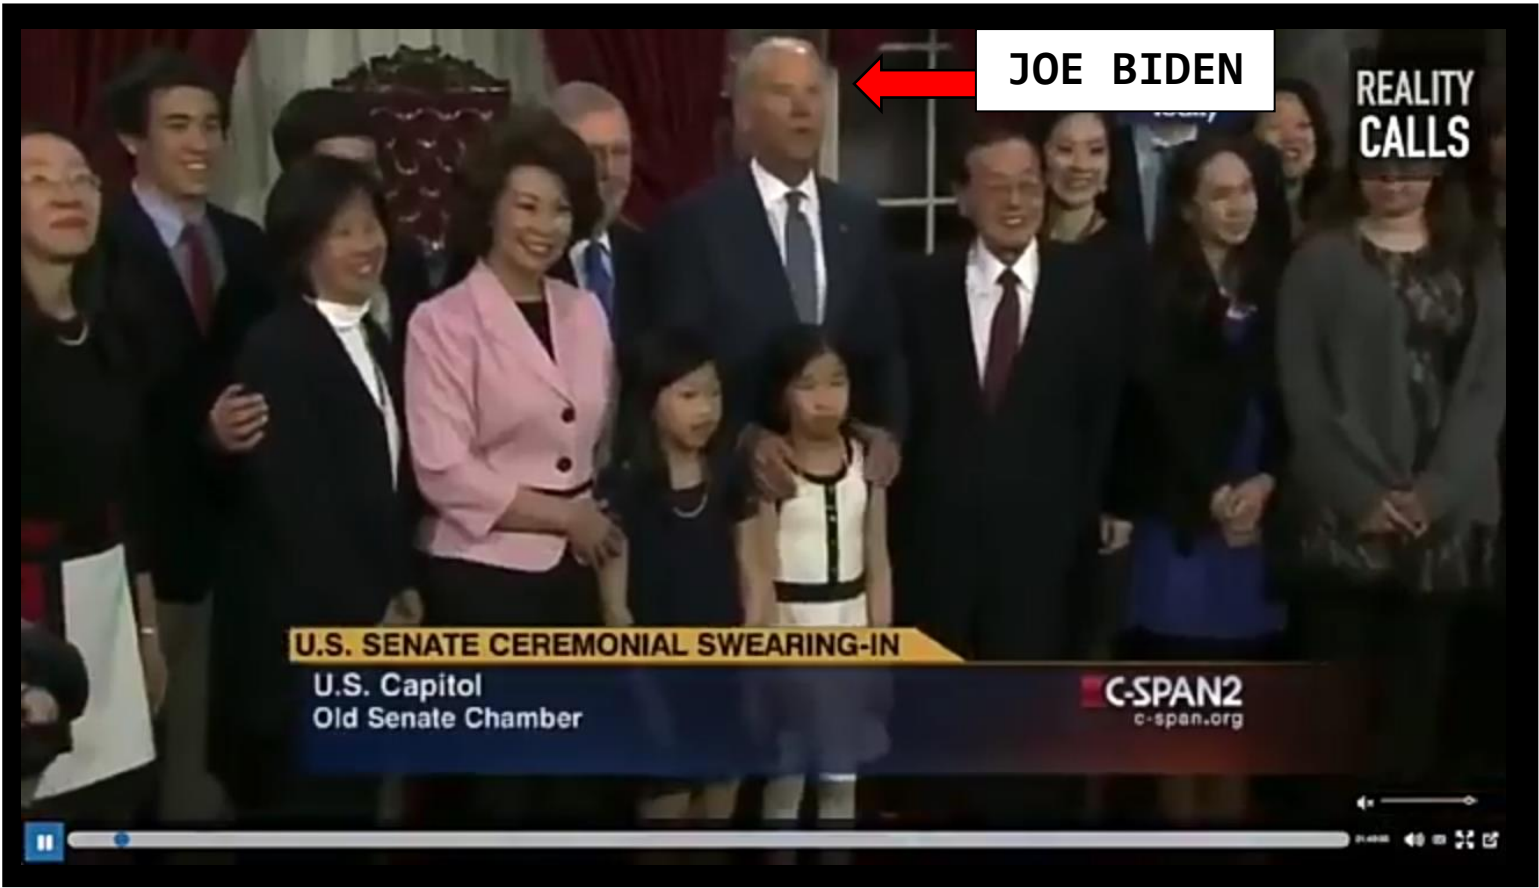 JOE BIDEN
REALITY
CALLS
U.S. SENATE CEREMONIAL SWEARING-IN
U.S. Capitol
Old Senate Chamber
C-SPAN2
c-span.org